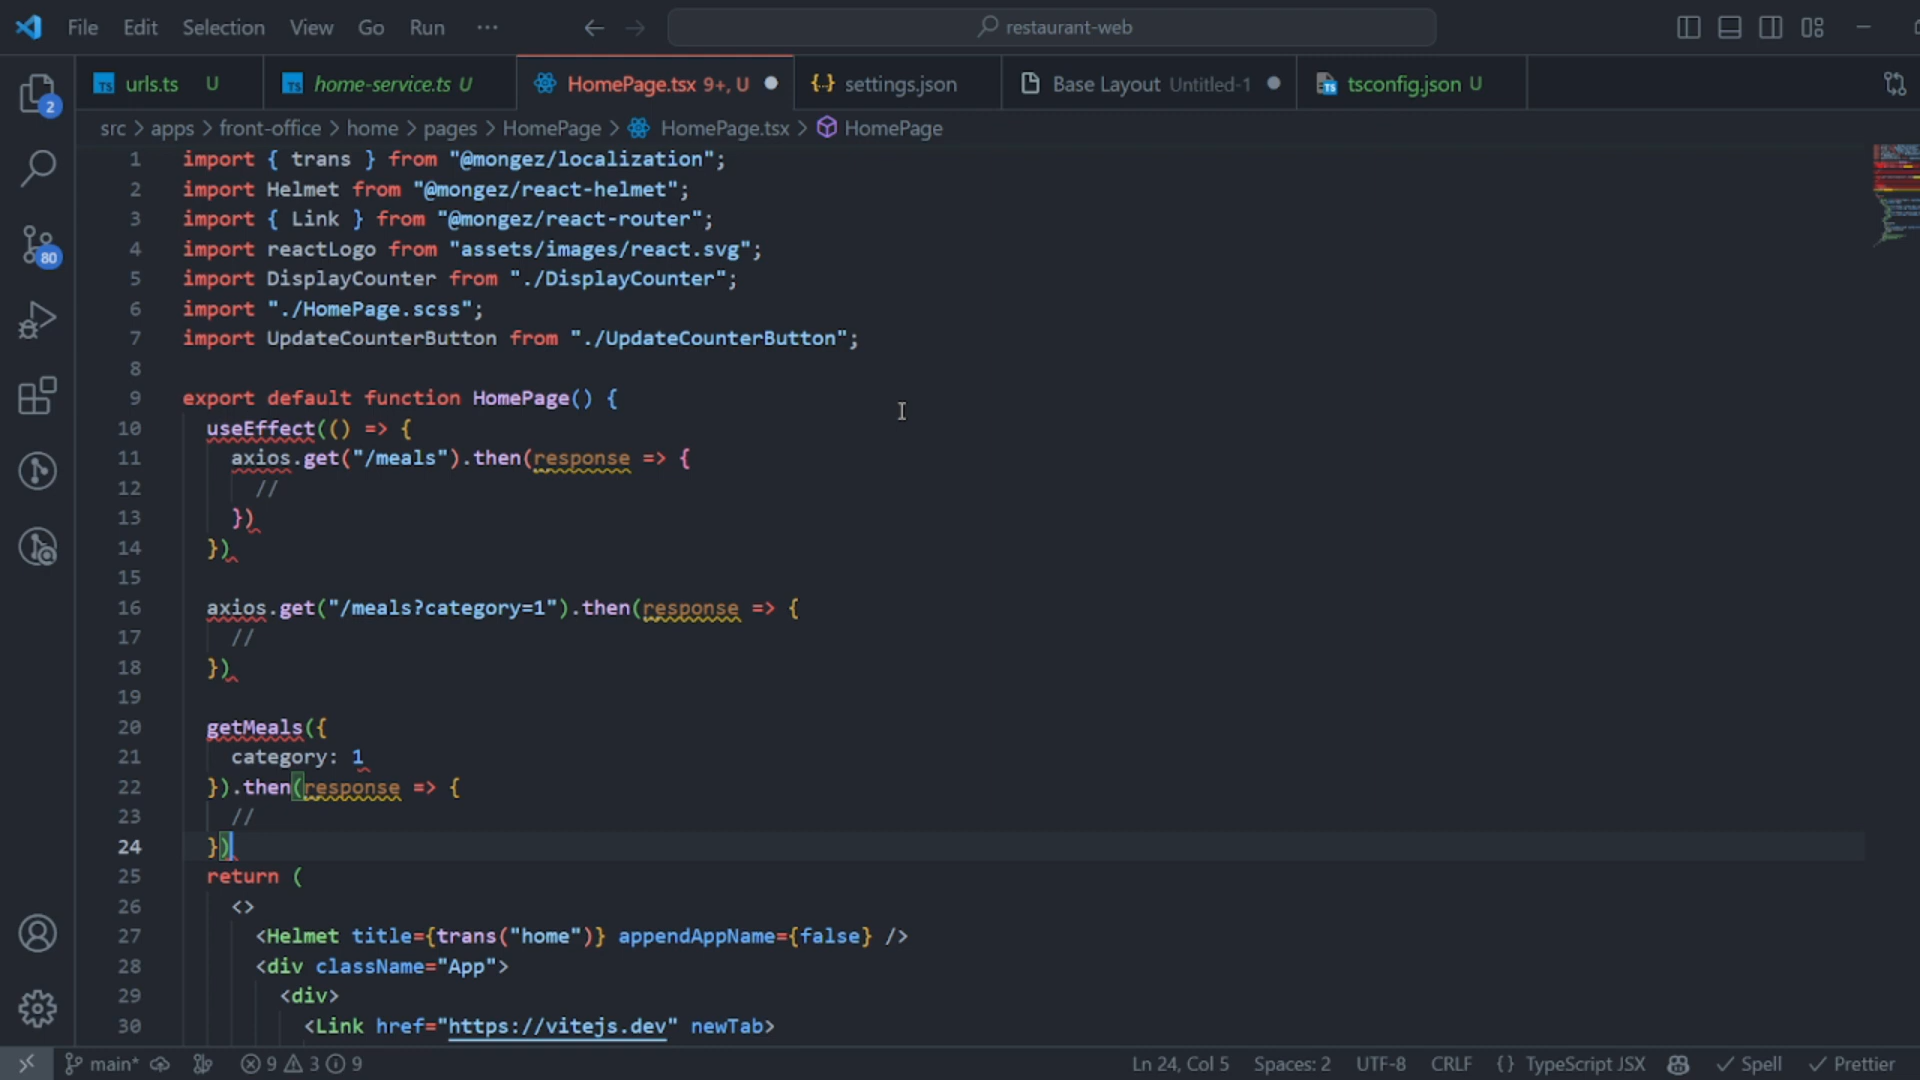 File Edit Selection View Go Run ··· restaurant-web
urls.ts U home-service.ts U HomePage.tsx 9+, U settings.json Base Layout Untitled-1 tsconfig.json U
src > apps > front-office > home > pages > HomePage > HomePage.tsx > HomePage
1 import { trans } from "@mongez/localization";
2 import Helmet from "@mongez/react-helmet";
3 import { Link } from "@mongez/react-router";
4 import reactLogo from "assets/images/react.svg";
5 import DisplayCounter from "./DisplayCounter";
6 import "./HomePage.scss";
7 import UpdateCounterButton from "./UpdateCounterButton";
8
9 export default function HomePage() {
10 useEffect(() => {
11 axios.get("/meals").then(response => {
12 //
13 })
14 })
15
16 axios.get("/meals?category=1").then(response => {
17 //
18 })
19
20 getMeals({
21 category: 1
22 }).then(response => {
23 //
24 })
25 return (
26 <>
27 <Helmet title={trans("home")} appendAppName={false} />
28 <div className="App">
29 <div>
30 <Link href="https://vitejs.dev" newTab>
2
80
main* 9 3 9 Ln 24, Col 5 Spaces: 2 UTF-8 CRLF {} TypeScript JSX Spell Prettier